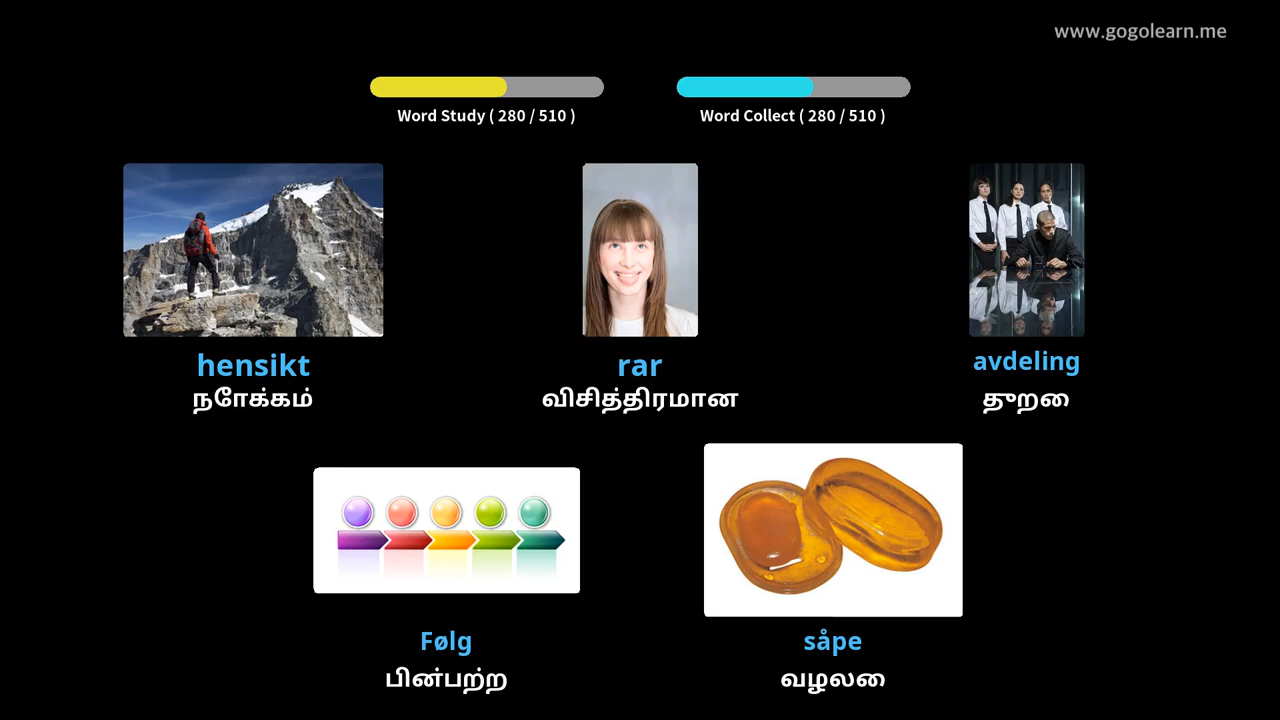 www.gogolearn.me
Word Study ( 280 / 510 )
Word Collect ( 280 / 510 )
hensikt
நோக்கம்
rar
விசித்திரமான
avdeling
துறை
Følg
பின்பற்ற
såpe
வழலை